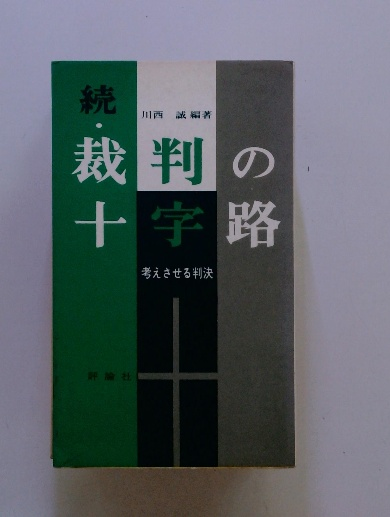 続・
川西 誠 編著
裁判の
十字路
考えさせる判決
評論社